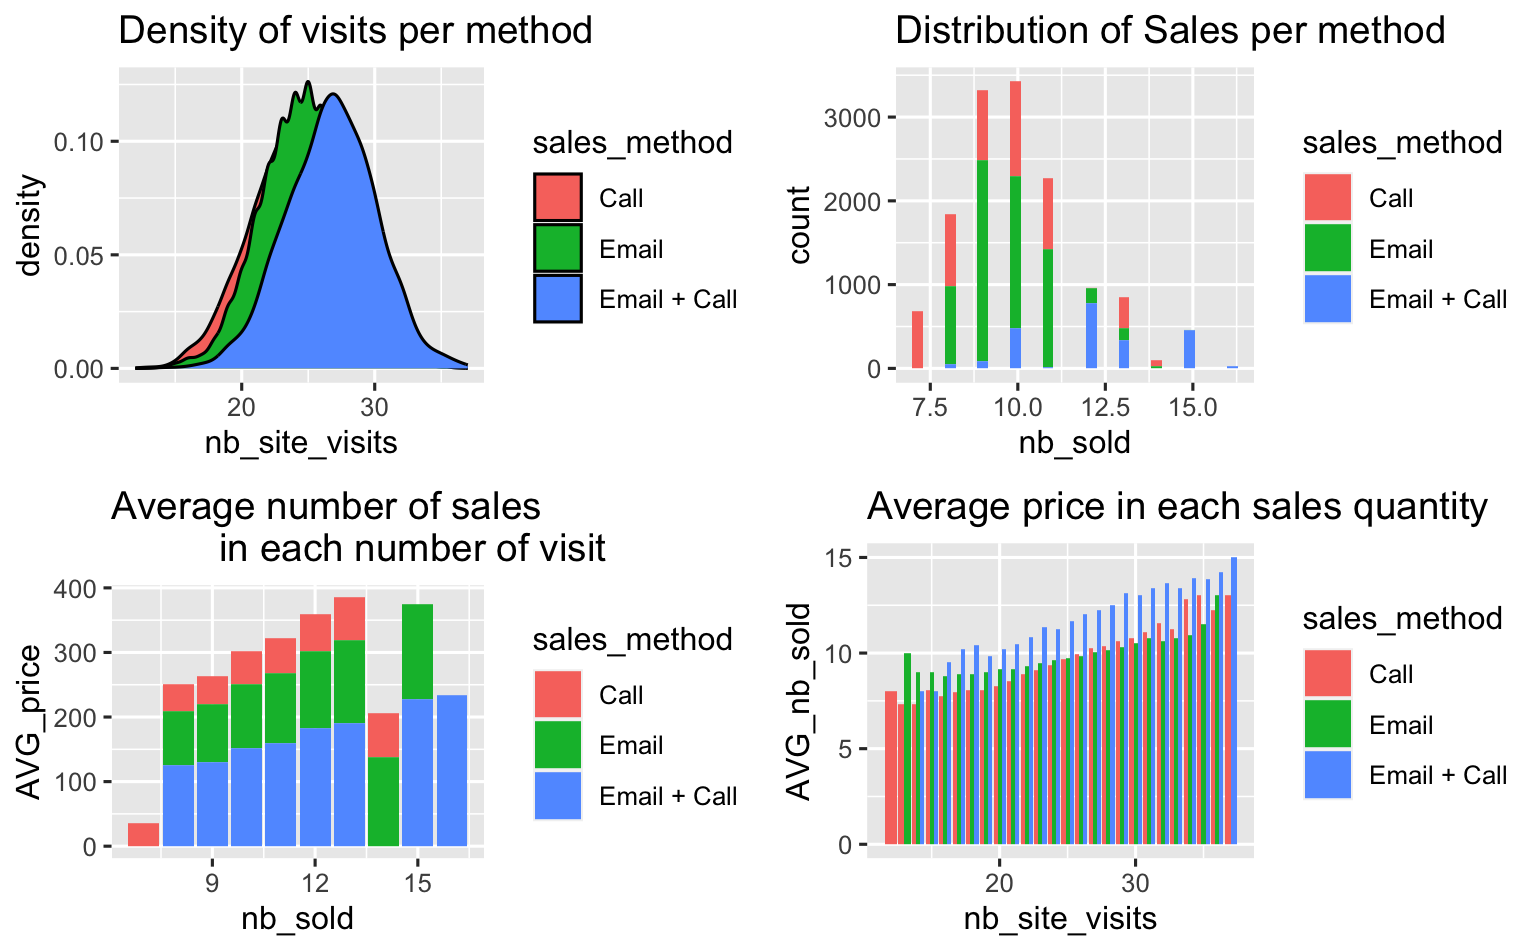 Density of visits per method
0.10
0.05
0.00
density
20 30
nb_site_visits
sales_method
Call
Email
Email + Call
Distribution of Sales per method
3000
2000
1000
0
count
7.5 10.0 12.5 15.0
nb_sold
sales_method
Call
Email
Email + Call
Average number of sales
in each number of visit
400
300
200
100
0
AVG_price
9 12 15
nb_sold
sales_method
Call
Email
Email + Call
Average price in each sales quantity
15
10
5
0
AVG_nb_sold
20 30
nb_site_visits
sales_method
Call
Email
Email + Call